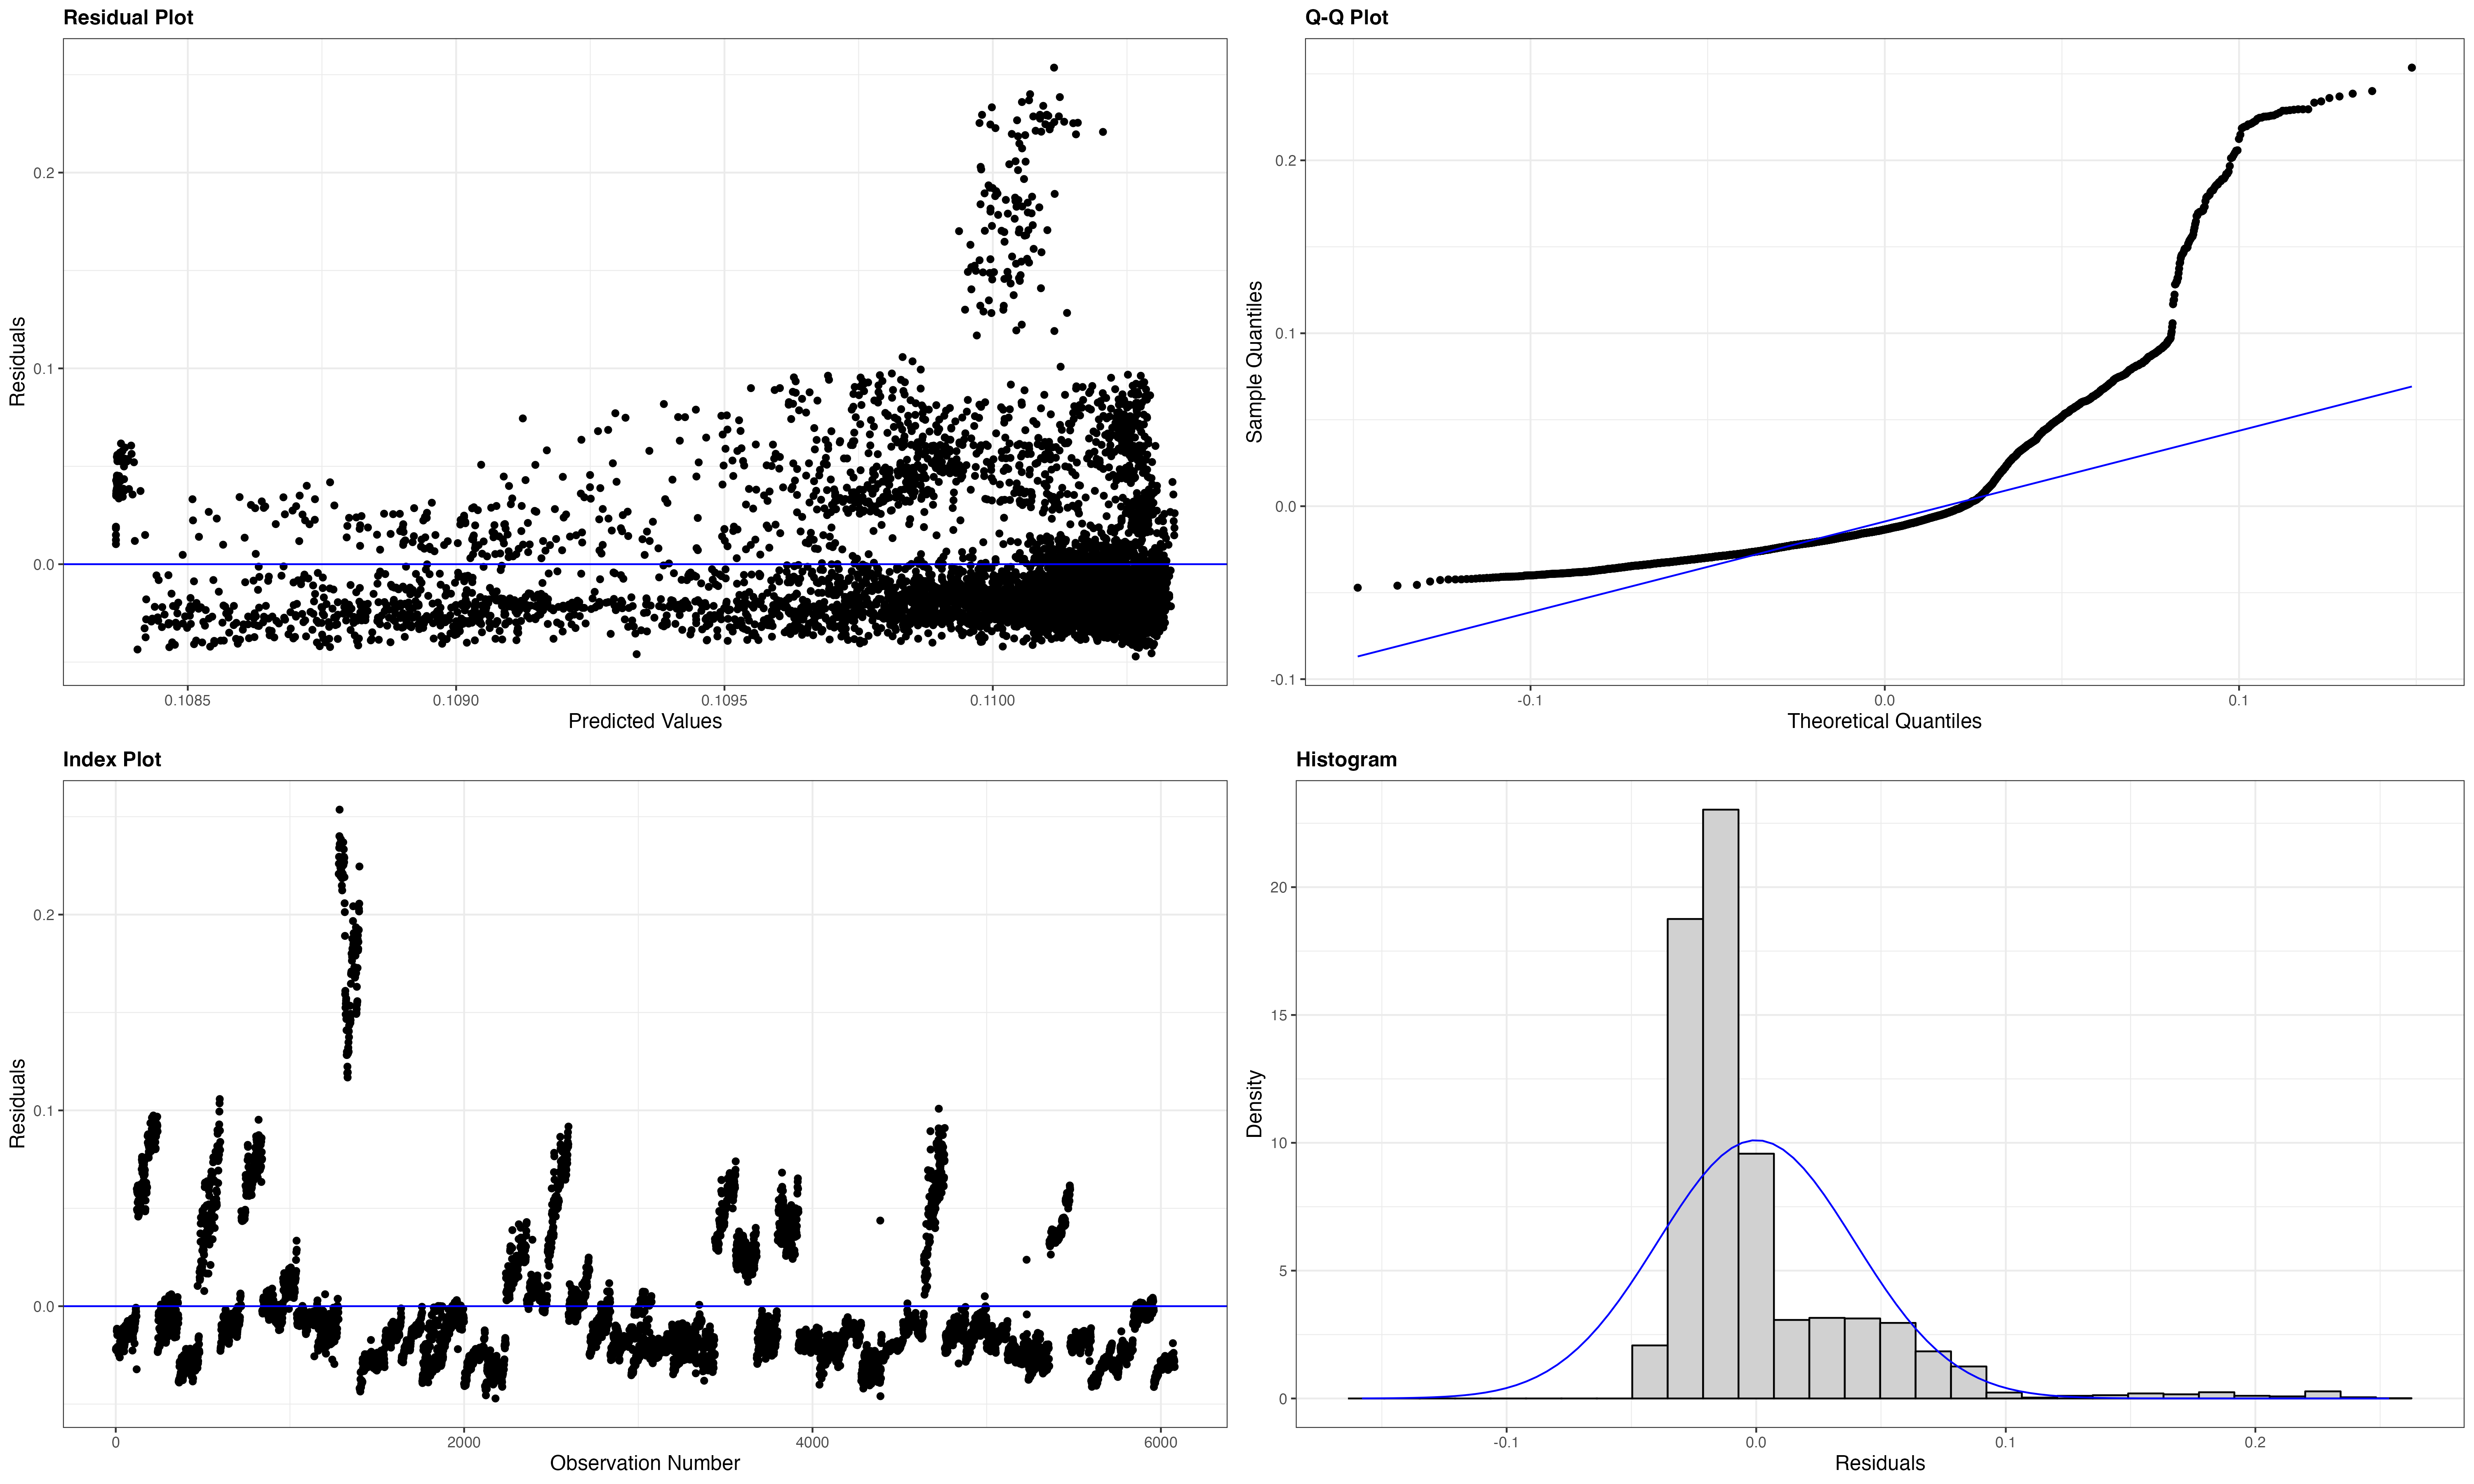 Residual Plot
Residuals
0.2
0.1
0.0
0.1085 0.1090 0.1095 0.1100
Predicted Values
Q-Q Plot
Sample Quantiles
0.2
0.1
0.0
-0.1
-0.1 0.0 0.1
Theoretical Quantiles
Index Plot
Residuals
0.2
0.1
0.0
0 2000 4000 6000
Observation Number
Histogram
Density
20
15
10
5
0
-0.1 0.0 0.1 0.2
Residuals